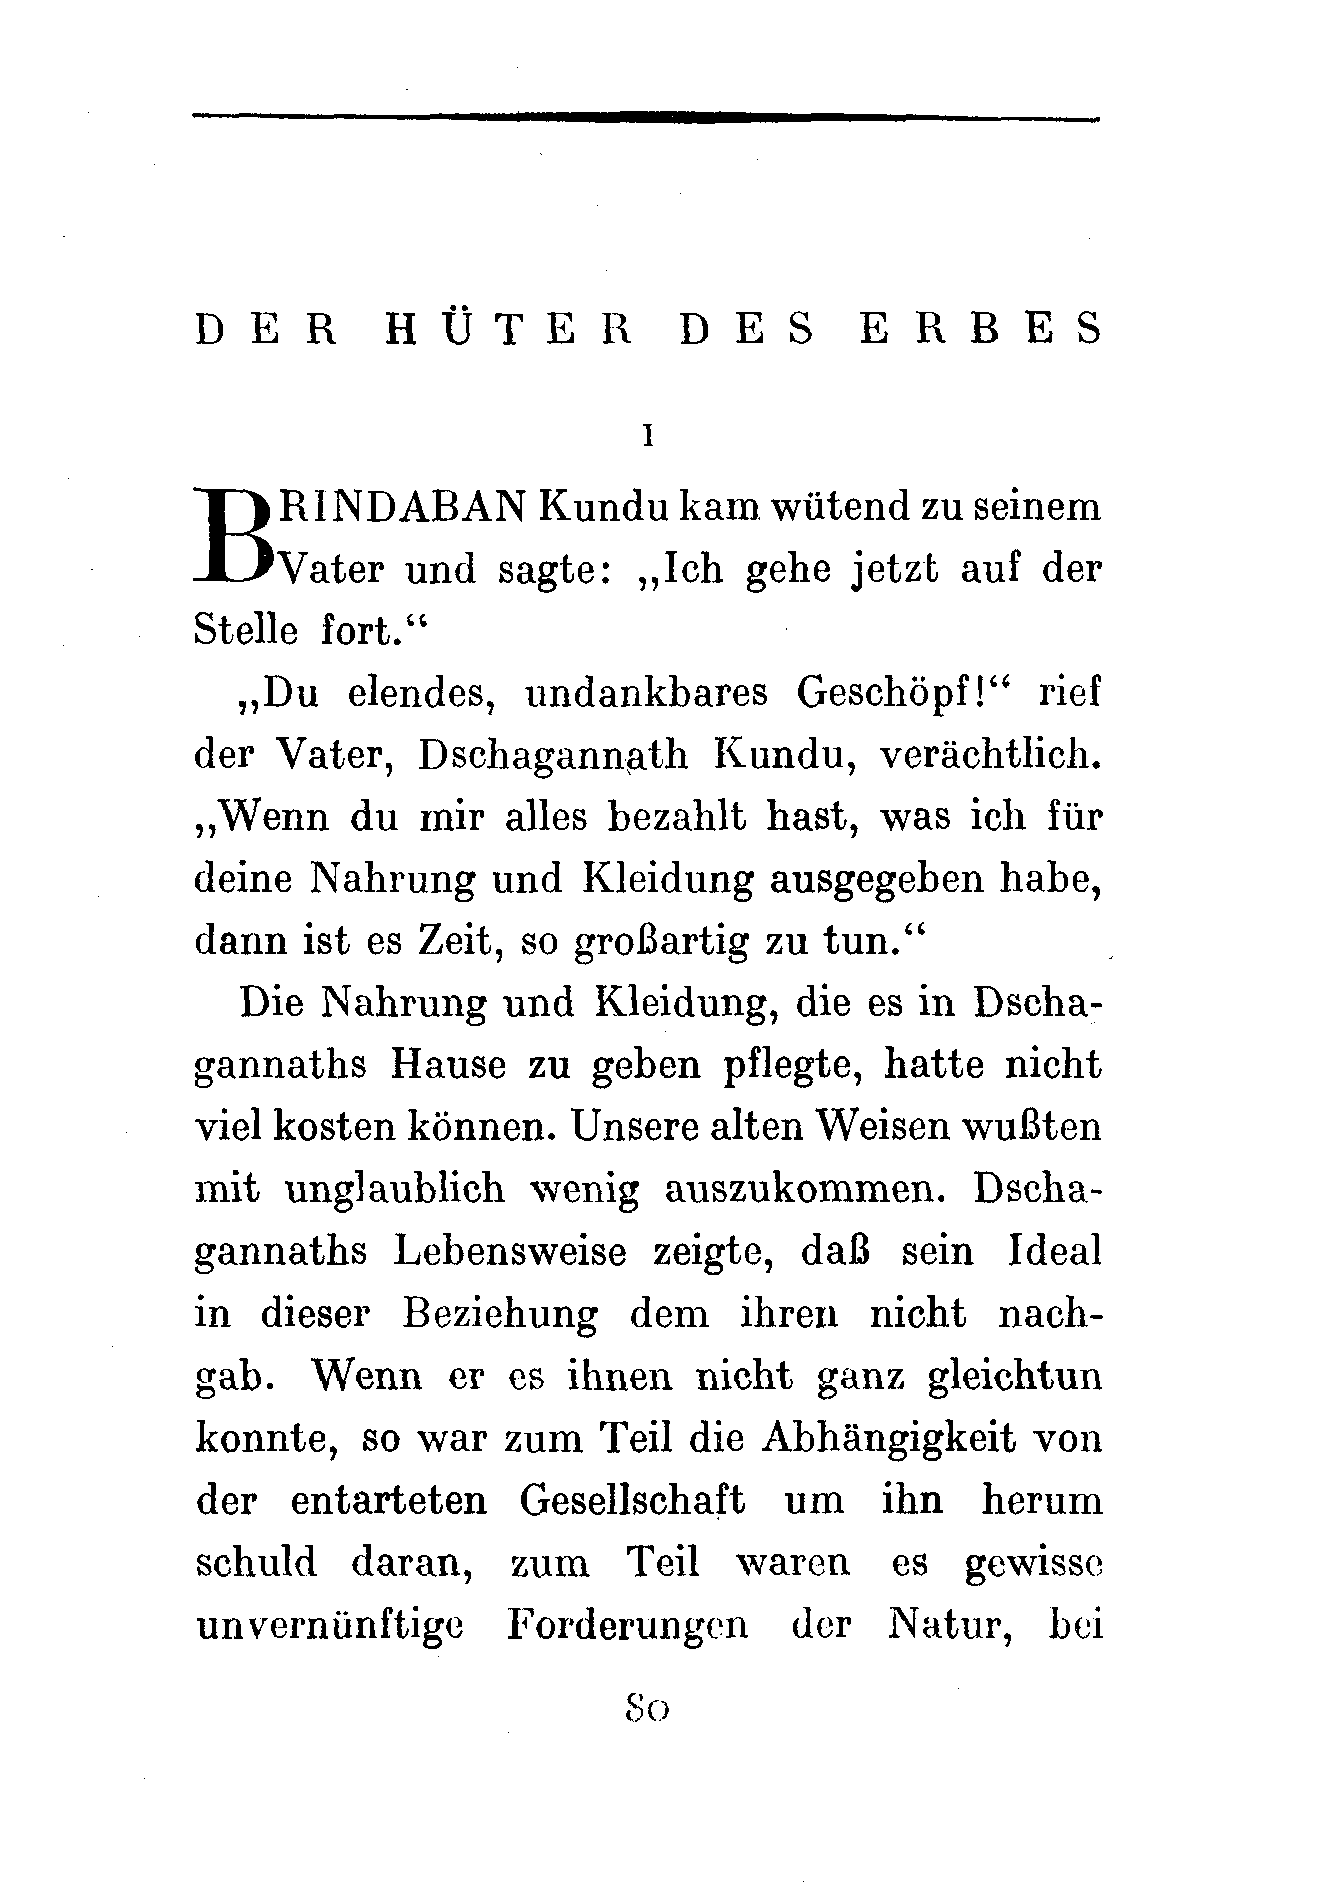 DER HÜTER DES ERBES
I
BRINDABAN Kundu kam wütend zu seinem
Vater und sagte: „Ich gehe jetzt auf der
Stelle fort.“
„Du elendes, undankbares Geschöpf!“ rief
der Vater, Dschagannath Kundu, verächtlich.
„Wenn du mir alles bezahlt hast, was ich für
deine Nahrung und Kleidung ausgegeben habe,
dann ist es Zeit, so großartig zu tun.“
Die Nahrung und Kleidung, die es in Dscha-
gannaths Hause zu geben pflegte, hatte nicht
viel kosten können. Unsere alten Weisen wußten
mit unglaublich wenig auszukommen. Dscha-
gannaths Lebensweise zeigte, daß sein Ideal
in dieser Beziehung dem ihren nicht nach-
gab. Wenn er es ihnen nicht ganz gleichtun
konnte, so war zum Teil die Abhängigkeit von
der entarteten Gesellschaft um ihn herum
schuld daran, zum Teil waren es gewisse
unvernünftige Forderungen der Natur, bei
80